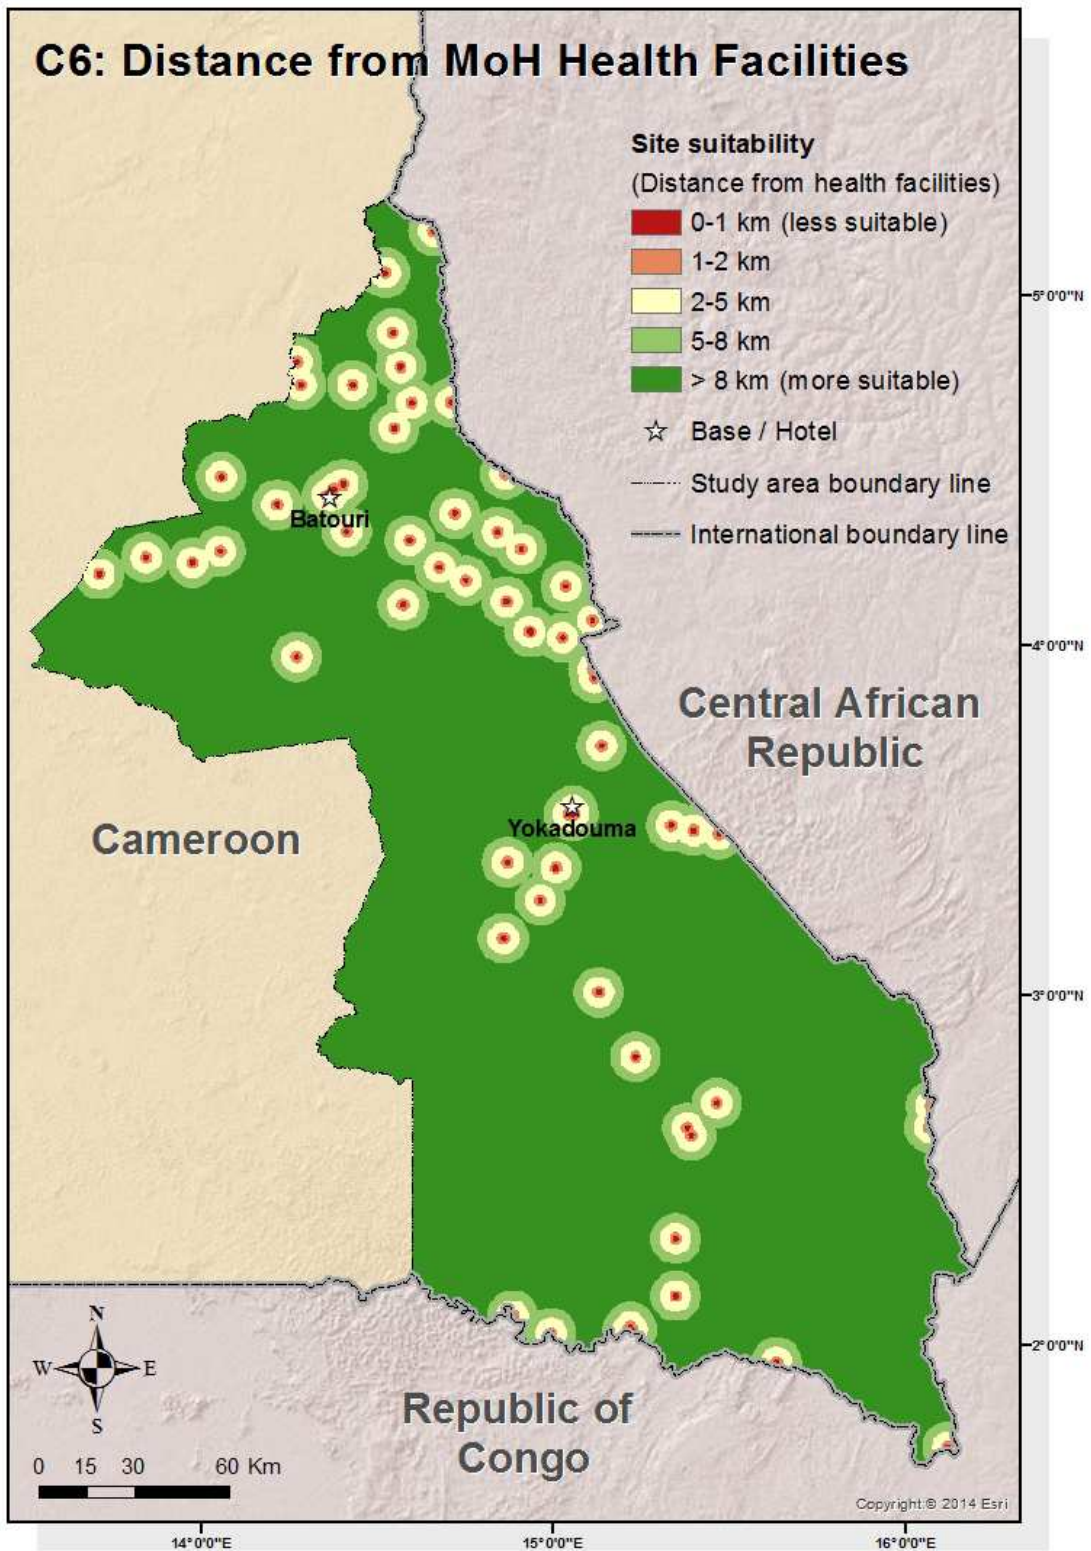 C6: Distance from MoH Health Facilities
Site suitability
(Distance from health facilities)
0-1 km (less suitable)
1-2 km
2-5 km
5-8 km
> 8 km (more suitable)
Base / Hotel
Study area boundary line
International boundary line
5°0'0"N
Batouri
4°0'0"N
Central African
Republic
Cameroon
Yokadouma
3°0'0"N
N
W
E
S
2°0'0"N
Republic of
Congo
0 15 30 60 Km
Copyright:© 2014 Esri
14°0'0"E
15°0'0"E
16°0'0"E